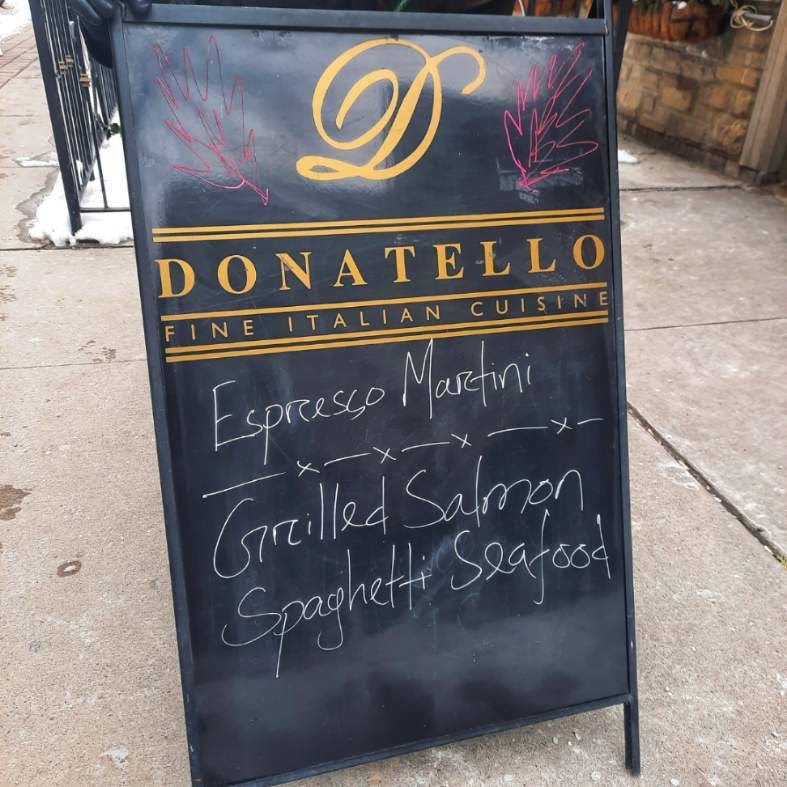 D
DONATELLO
FINE ITALIAN CUISINE
Espresso Martini
Grilled Salmon
Spaghetti Seafood